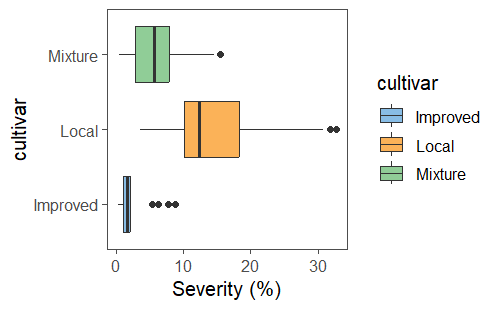 cultivar
Mixture
Local
Improved
0 10 20 30
Severity (%)
cultivar
Improved
Local
Mixture